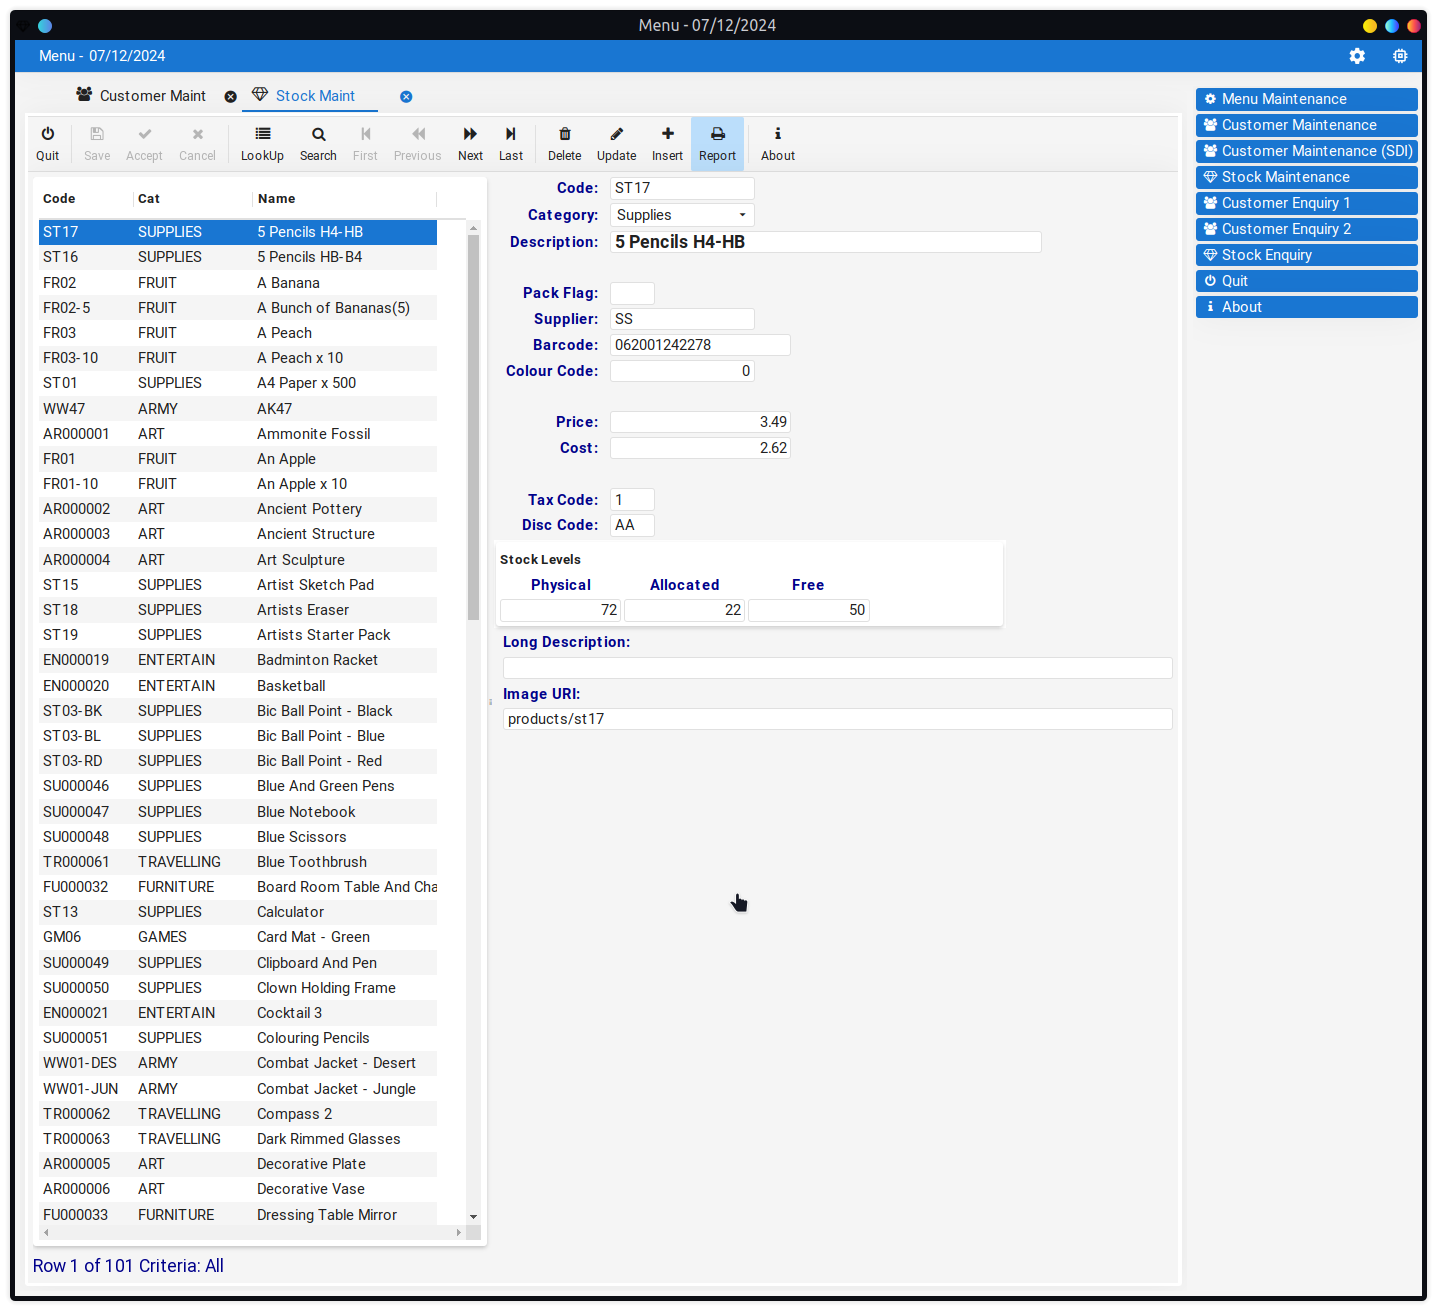 Menu - 07/12/2024
Menu - 07/12/2024
Customer Maint Stock Maint
Quit Save Accept Cancel LookUp Search First Previous Next Last Delete Update Insert Report About
Code Cat Name
ST17 SUPPLIES 5 Pencils H4-HB
ST16 SUPPLIES 5 Pencils HB-B4
FR02 FRUIT A Banana
FR02-5 FRUIT A Bunch of Bananas(5)
FR03 FRUIT A Peach
FR03-10 FRUIT A Peach x 10
ST01 SUPPLIES A4 Paper x 500
WW47 ARMY AK47
AR000001 ART Ammonite Fossil
FR01 FRUIT An Apple
FR01-10 FRUIT An Apple x 10
AR000002 ART Ancient Pottery
AR000003 ART Ancient Structure
AR000004 ART Art Sculpture
ST15 SUPPLIES Artist Sketch Pad
ST18 SUPPLIES Artists Eraser
ST19 SUPPLIES Artists Starter Pack
EN000019 ENTERTAIN Badminton Racket
EN000020 ENTERTAIN Basketball
ST03-BK SUPPLIES Bic Ball Point - Black
ST03-BL SUPPLIES Bic Ball Point - Blue
ST03-RD SUPPLIES Bic Ball Point - Red
SU000046 SUPPLIES Blue And Green Pens
SU000047 SUPPLIES Blue Notebook
SU000048 SUPPLIES Blue Scissors
TR000061 TRAVELLING Blue Toothbrush
FU000032 FURNITURE Board Room Table And Cha
ST13 SUPPLIES Calculator
GM06 GAMES Card Mat - Green
SU000049 SUPPLIES Clipboard And Pen
SU000050 SUPPLIES Clown Holding Frame
EN000021 ENTERTAIN Cocktail 3
SU000051 SUPPLIES Colouring Pencils
WW01-DES ARMY Combat Jacket - Desert
WW01-JUN ARMY Combat Jacket - Jungle
TR000062 TRAVELLING Compass 2
TR000063 TRAVELLING Dark Rimmed Glasses
AR000005 ART Decorative Plate
AR000006 ART Decorative Vase
FU000033 FURNITURE Dressing Table Mirror
Row 1 of 101 Criteria: All
Code: ST17
Category: Supplies
Description: 5 Pencils H4-HB
Pack Flag:
Supplier: SS
Barcode: 062001242278
Colour Code: 0
Price: 3.49
Cost: 2.62
Tax Code: 1
Disc Code: AA
Stock Levels
Physical Allocated Free
72 22 50
Long Description:
Image URI:
products/st17
Menu Maintenance
Customer Maintenance
Customer Maintenance (SDI)
Stock Maintenance
Customer Enquiry 1
Customer Enquiry 2
Stock Enquiry
Quit
About